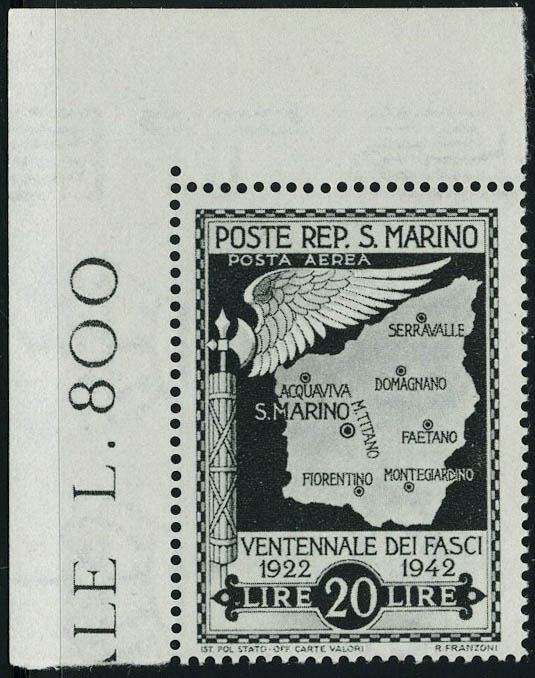 POSTE REP. S. MARINO
POSTA AEREA
SERRAVALLE
ACQUAVIVA
DOMAGNANO
S. MARINO
M. TITANO
FAETANO
FIORENTINO
MONTEGIARDINO
VENTENNALE DEI FASCI
1922 1942
LIRE 20 LIRE
IST. POL. STATO-OFF. CARTE VALORI R. FRANZONI
ALE L. 800